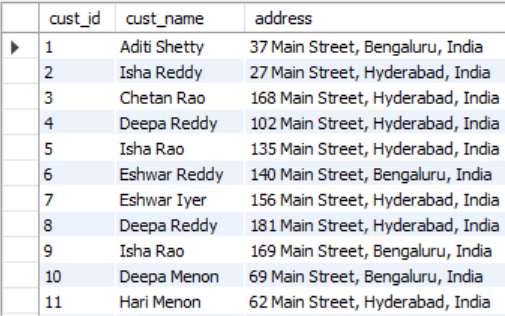 cust_id cust_name address
1 Aditi Shetty 37 Main Street, Bengaluru, India
2 Isha Reddy 27 Main Street, Hyderabad, India
3 Chetan Rao 168 Main Street, Hyderabad, India
4 Deepa Reddy 102 Main Street, Hyderabad, India
5 Isha Rao 135 Main Street, Hyderabad, India
6 Eshwar Reddy 140 Main Street, Bengaluru, India
7 Eshwar Iyer 156 Main Street, Hyderabad, India
8 Deepa Reddy 181 Main Street, Hyderabad, India
9 Isha Rao 169 Main Street, Bengaluru, India
10 Deepa Menon 69 Main Street, Bengaluru, India
11 Hari Menon 62 Main Street, Hyderabad, India